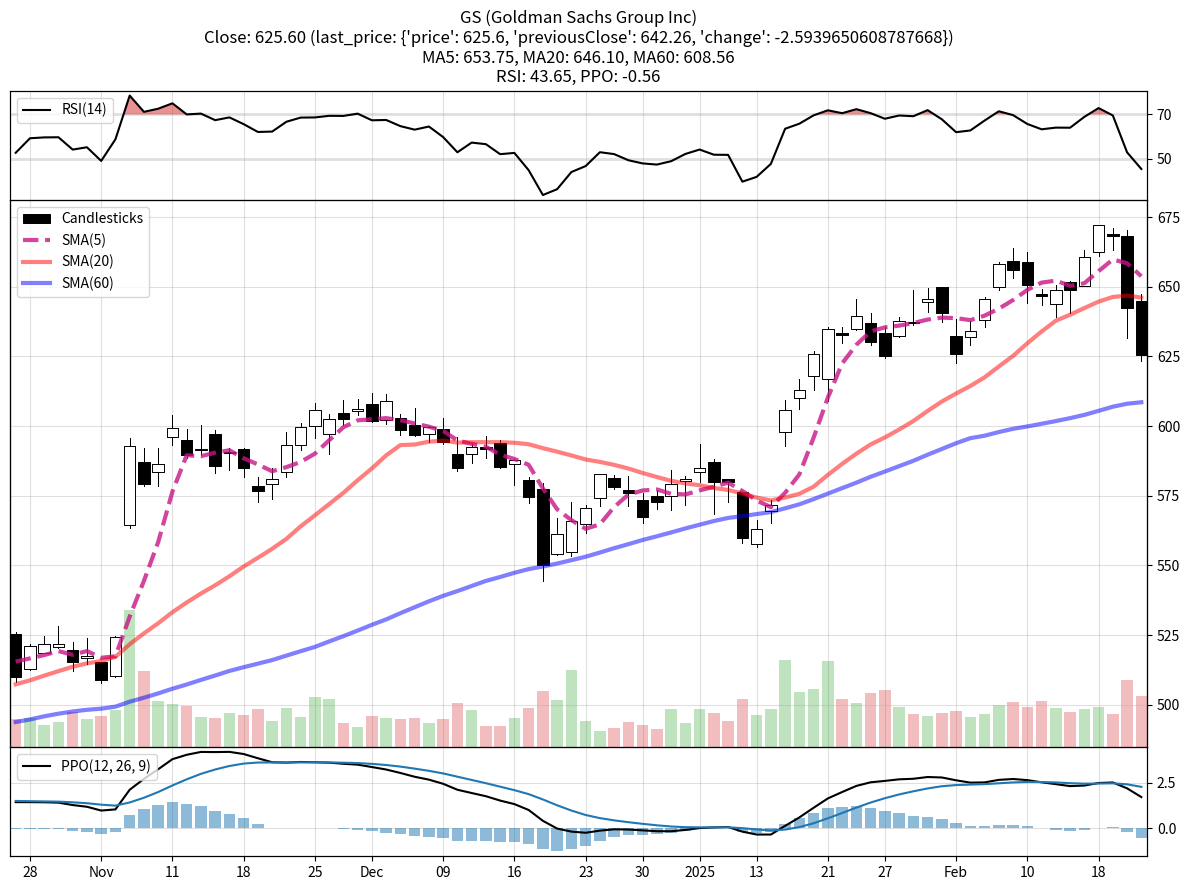 GS (Goldman Sachs Group Inc)
Close: 625.60 (last_price: {'price': 625.6, 'previousClose': 642.26, 'change': -2.5939650608787668})
MA5: 653.75, MA20: 646.10, MA60: 608.56
RSI: 43.65, PPO: -0.56
RSI(14)
70
50
Candlesticks
SMA(5)
SMA(20)
SMA(60)
675
650
625
600
575
550
525
500
PPO(12, 26, 9)
2.5
0.0
28 Nov 11 18 25 Dec 09 16 23 30 2025 13 21 27 Feb 10 18